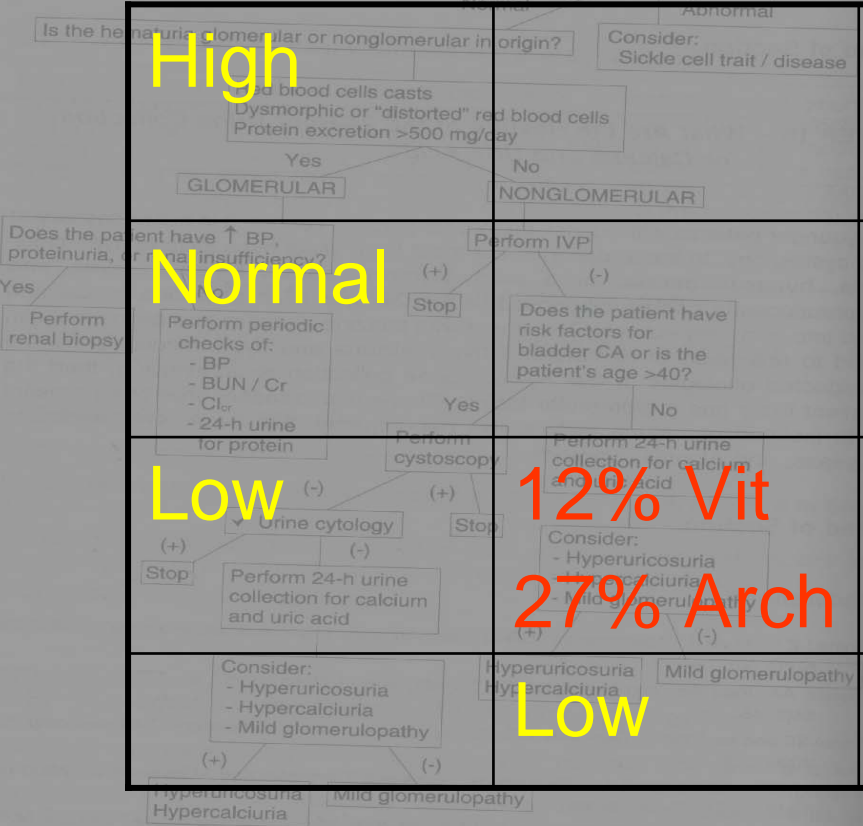 Normal
Abnormal
Is the hematuria glomerular or nonglomerular in origin?
Consider:
Sickle cell trait / disease
High
Red blood cells casts
Dysmorphic or "distorted" red blood cells
Protein excretion >500 mg/day
Yes
No
GLOMERULAR
NONGLOMERULAR
Does the patient have ↑ BP,
proteinuria, or renal insufficiency?
Perform IVP
Normal
Yes
No
(+)
(-)
Stop
Perform
renal biopsy
Perform periodic
checks of:
- BP
- BUN / Cr
- Clcr
- 24-h urine
for protein
Does the patient have
risk factors for
bladder CA or is the
patient's age >40?
Yes
No
Perform
cystoscopy
Perform 24-h urine
collection for calcium
and uric acid
Low
12% Vit
27% Arch
(-)
(+)
✓ Urine cytology
Stop
(+)
(-)
Stop
Perform 24-h urine
collection for calcium
and uric acid
Consider:
- Hyperuricosuria
- Hypercalciuria
- Mild glomerulopathy
(+)
(-)
Consider:
- Hyperuricosuria
- Hypercalciuria
- Mild glomerulopathy
Hyperuricosuria
Hypercalciuria
Mild glomerulopathy
Low
(+)
(-)
Hyperuricosuria
Hypercalciuria
Mild glomerulopathy